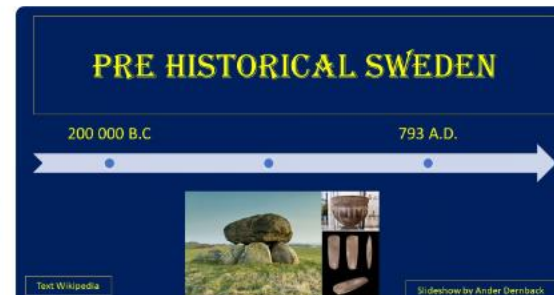 PRE HISTORICAL SWEDEN
200 000 B.C
793 A.D.
Text Wikipedia
Slideshow by Ander Dernback